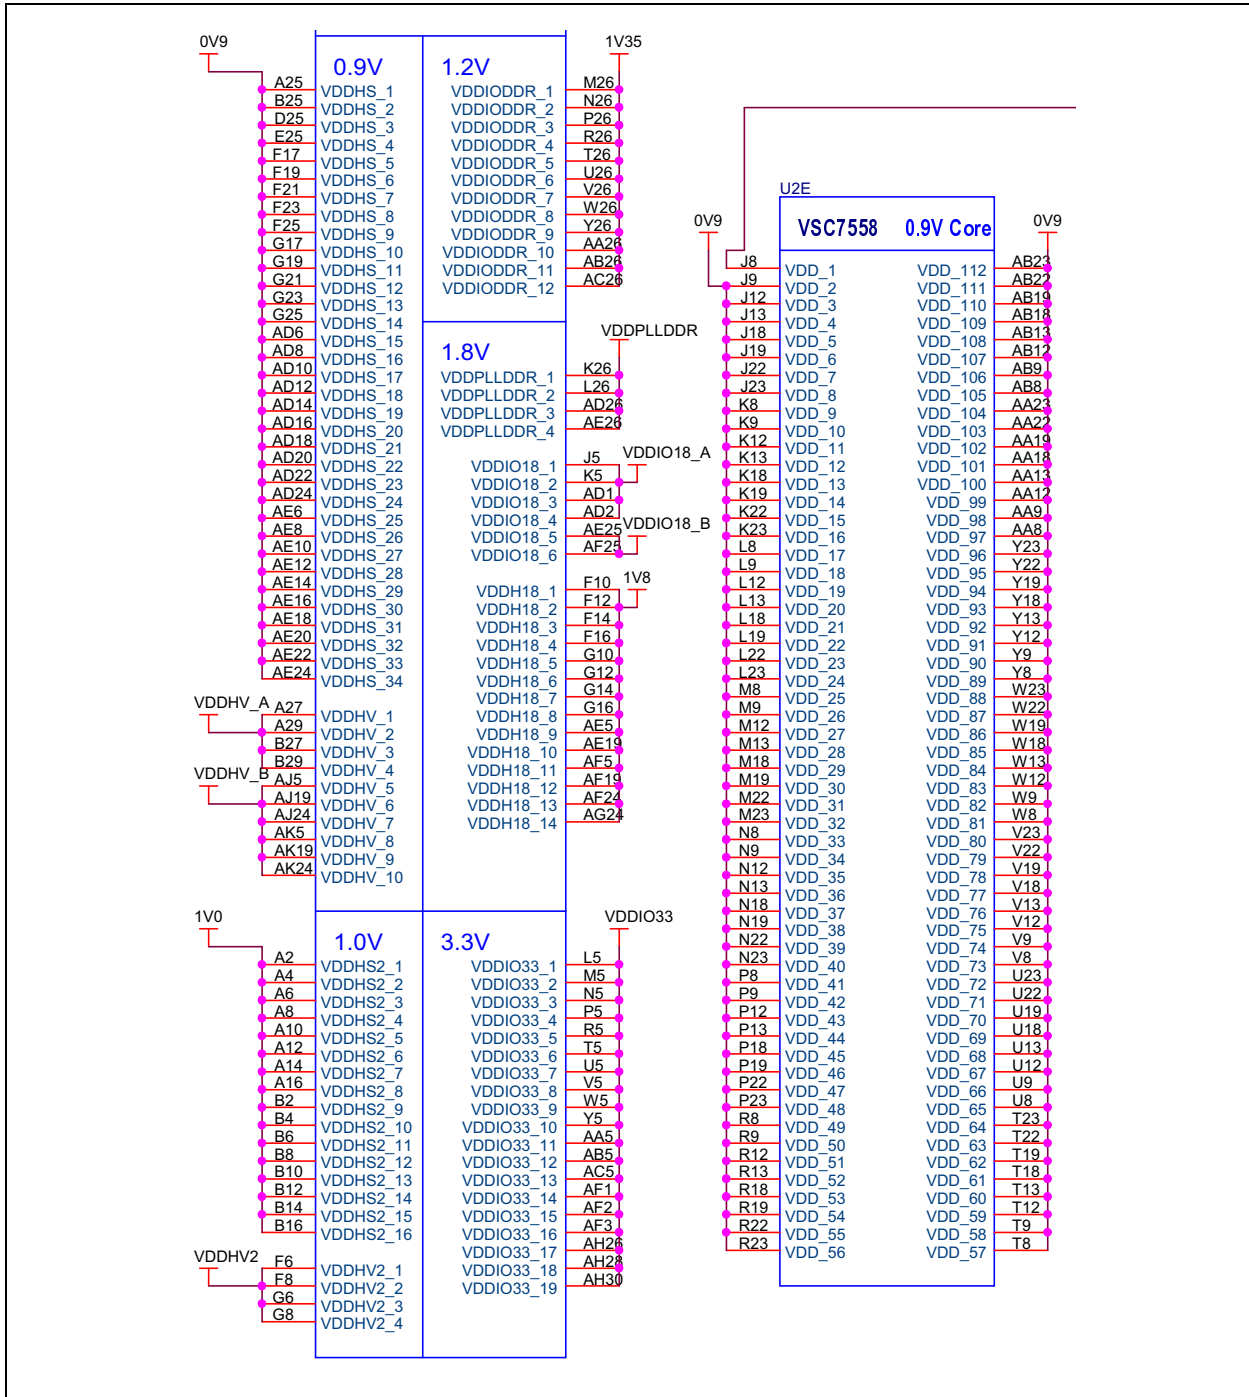 0V9
0.9V
A25 VDDHS_1
B25 VDDHS_2
D25 VDDHS_3
E25 VDDHS_4
F17 VDDHS_5
F19 VDDHS_6
F21 VDDHS_7
F23 VDDHS_8
F25 VDDHS_9
G17 VDDHS_10
G19 VDDHS_11
G21 VDDHS_12
G23 VDDHS_13
G25 VDDHS_14
AD6 VDDHS_15
AD8 VDDHS_16
AD10 VDDHS_17
AD12 VDDHS_18
AD14 VDDHS_19
AD16 VDDHS_20
AD18 VDDHS_21
AD20 VDDHS_22
AD22 VDDHS_23
AD24 VDDHS_24
AE6 VDDHS_25
AE8 VDDHS_26
AE10 VDDHS_27
AE12 VDDHS_28
AE14 VDDHS_29
AE16 VDDHS_30
AE18 VDDHS_31
AE20 VDDHS_32
AE22 VDDHS_33
AE24 VDDHS_34
VDDHV_A
A27 VDDHV_1
A29 VDDHV_2
B27 VDDHV_3
B29 VDDHV_4
VDDHV_B
AJ5 VDDHV_5
AJ19 VDDHV_6
AJ24 VDDHV_7
AK5 VDDHV_8
AK19 VDDHV_9
AK24 VDDHV_10
1V0
1.0V
A2 VDDHS2_1
A4 VDDHS2_2
A6 VDDHS2_3
A8 VDDHS2_4
A10 VDDHS2_5
A12 VDDHS2_6
A14 VDDHS2_7
A16 VDDHS2_8
B2 VDDHS2_9
B4 VDDHS2_10
B6 VDDHS2_11
B8 VDDHS2_12
B10 VDDHS2_13
B12 VDDHS2_14
B14 VDDHS2_15
B16 VDDHS2_16
VDDHV2
F6 VDDHV2_1
F8 VDDHV2_2
G6 VDDHV2_3
G8 VDDHV2_4
1V35
1.2V
VDDIODDR_1 M26
VDDIODDR_2 N26
VDDIODDR_3 P26
VDDIODDR_4 R26
VDDIODDR_5 T26
VDDIODDR_6 U26
VDDIODDR_7 V26
VDDIODDR_8 W26
VDDIODDR_9 Y26
VDDIODDR_10 AA26
VDDIODDR_11 AB26
VDDIODDR_12 AC26
VDDPLLDDR
1.8V
VDDPLLDDR_1 K26
VDDPLLDDR_2 L26
VDDPLLDDR_3 AD26
VDDPLLDDR_4 AE26
VDDIO18_A
VDDIO18_1 J5
VDDIO18_2 K5
VDDIO18_3 AD1
VDDIO18_4 AD2
VDDIO18_B
VDDIO18_5 AE25
VDDIO18_6 AF25
1V8
VDDH18_1 F10
VDDH18_2 F12
VDDH18_3 F14
VDDH18_4 F16
VDDH18_5 G10
VDDH18_6 G12
VDDH18_7 G14
VDDH18_8 G16
VDDH18_9 AE5
VDDH18_10 AE19
VDDH18_11 AF5
VDDH18_12 AF19
VDDH18_13 AF24
VDDH18_14 AG24
VDDIO33
3.3V
VDDIO33_1 L5
VDDIO33_2 M5
VDDIO33_3 N5
VDDIO33_4 P5
VDDIO33_5 R5
VDDIO33_6 T5
VDDIO33_7 U5
VDDIO33_8 V5
VDDIO33_9 W5
VDDIO33_10 Y5
VDDIO33_11 AA5
VDDIO33_12 AB5
VDDIO33_13 AC5
VDDIO33_14 AF1
VDDIO33_15 AF2
VDDIO33_16 AF3
VDDIO33_17 AH26
VDDIO33_18 AH28
VDDIO33_19 AH30
U2E
0V9 VSC7558 0.9V Core 0V9
J8 VDD_1 VDD_112 AB23
J9 VDD_2 VDD_111 AB22
J12 VDD_3 VDD_110 AB19
J13 VDD_4 VDD_109 AB18
J18 VDD_5 VDD_108 AB13
J19 VDD_6 VDD_107 AB12
J22 VDD_7 VDD_106 AB9
J23 VDD_8 VDD_105 AB8
K8 VDD_9 VDD_104 AA23
K9 VDD_10 VDD_103 AA22
K12 VDD_11 VDD_102 AA19
K13 VDD_12 VDD_101 AA18
K18 VDD_13 VDD_100 AA13
K19 VDD_14 VDD_99 AA12
K22 VDD_15 VDD_98 AA9
K23 VDD_16 VDD_97 AA8
L8 VDD_17 VDD_96 Y23
L9 VDD_18 VDD_95 Y22
L12 VDD_19 VDD_94 Y19
L13 VDD_20 VDD_93 Y18
L18 VDD_21 VDD_92 Y13
L19 VDD_22 VDD_91 Y12
L22 VDD_23 VDD_90 Y9
L23 VDD_24 VDD_89 Y8
M8 VDD_25 VDD_88 W23
M9 VDD_26 VDD_87 W22
M12 VDD_27 VDD_86 W19
M13 VDD_28 VDD_85 W18
M18 VDD_29 VDD_84 W13
M19 VDD_30 VDD_83 W12
M22 VDD_31 VDD_82 W9
M23 VDD_32 VDD_81 W8
N8 VDD_33 VDD_80 V23
N9 VDD_34 VDD_79 V22
N12 VDD_35 VDD_78 V19
N13 VDD_36 VDD_77 V18
N18 VDD_37 VDD_76 V13
N19 VDD_38 VDD_75 V12
N22 VDD_39 VDD_74 V9
N23 VDD_40 VDD_73 V8
P8 VDD_41 VDD_72 U23
P9 VDD_42 VDD_71 U22
P12 VDD_43 VDD_70 U19
P13 VDD_44 VDD_69 U18
P18 VDD_45 VDD_68 U13
P19 VDD_46 VDD_67 U12
P22 VDD_47 VDD_66 U9
P23 VDD_48 VDD_65 U8
R8 VDD_49 VDD_64 T23
R9 VDD_50 VDD_63 T22
R12 VDD_51 VDD_62 T19
R13 VDD_52 VDD_61 T18
R18 VDD_53 VDD_60 T13
R19 VDD_54 VDD_59 T12
R22 VDD_55 VDD_58 T9
R23 VDD_56 VDD_57 T8